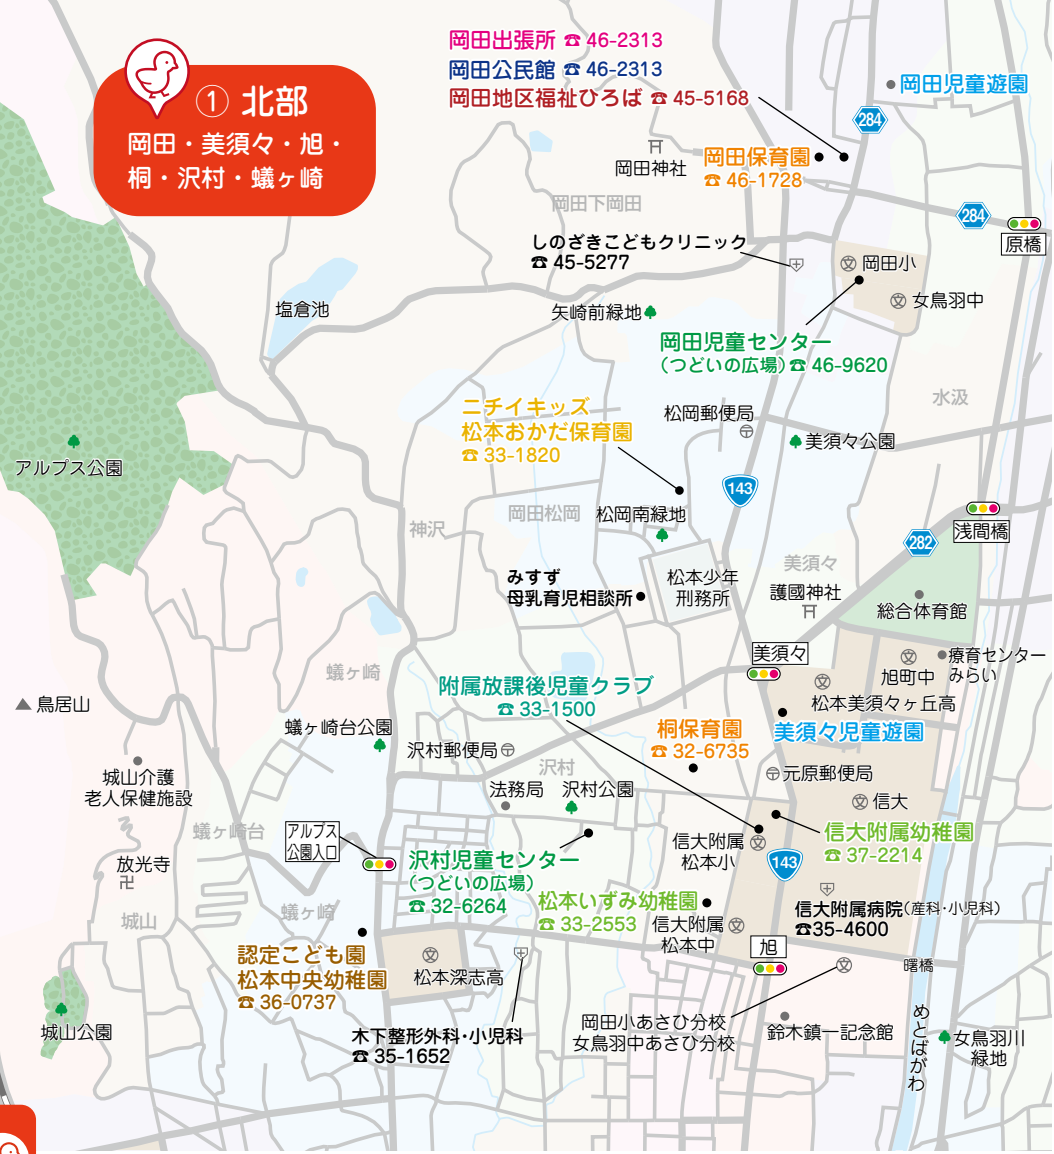 ① 北部
岡田・美須々・旭・
桐・沢村・蟻ヶ崎
岡田出張所 ☎ 46-2313
岡田公民館 ☎ 46-2313
岡田地区福祉ひろば ☎ 45-5168
岡田児童遊園
284
岡田神社
岡田保育園
☎ 46-1728
岡田下岡田
284
原橋
しのざきこどもクリニック
☎ 45-5277
岡田小
女鳥羽中
塩倉池
矢崎前緑地
岡田児童センター
(つどいの広場)☎ 46-9620
水汲
ニチイキッズ
松本おかだ保育園
☎ 33-1820
松岡郵便局
美須々公園
アルプス公園
143
神沢
岡田松岡
松岡南緑地
浅間橋
282
美須々
みすず
母乳育児相談所
松本少年
刑務所
護國神社
総合体育館
美須々
旭町中
療育センター
みらい
蟻ヶ崎
附属放課後児童クラブ
☎ 33-1500
松本美須々ヶ丘高
鳥居山
蟻ヶ崎台公園
沢村郵便局
桐保育園
☎ 32-6735
美須々児童遊園
城山介護
老人保健施設
沢村
法務局
沢村公園
元原郵便局
信大
蟻ヶ崎台
アルプス
公園入口
信大附属
松本小
信大附属幼稚園
☎ 37-2214
放光寺
沢村児童センター
(つどいの広場)
☎ 32-6264
143
城山
蟻ヶ崎
松本いずみ幼稚園
☎ 33-2553
信大附属
松本中
信大附属病院(産科・小児科)
☎35-4600
認定こども園
松本中央幼稚園
☎ 36-0737
松本深志高
旭
曙橋
城山公園
木下整形外科・小児科
☎ 35-1652
岡田小あさひ分校
女鳥羽中あさひ分校
鈴木鎮一記念館
めとばがわ
女鳥羽川
緑地